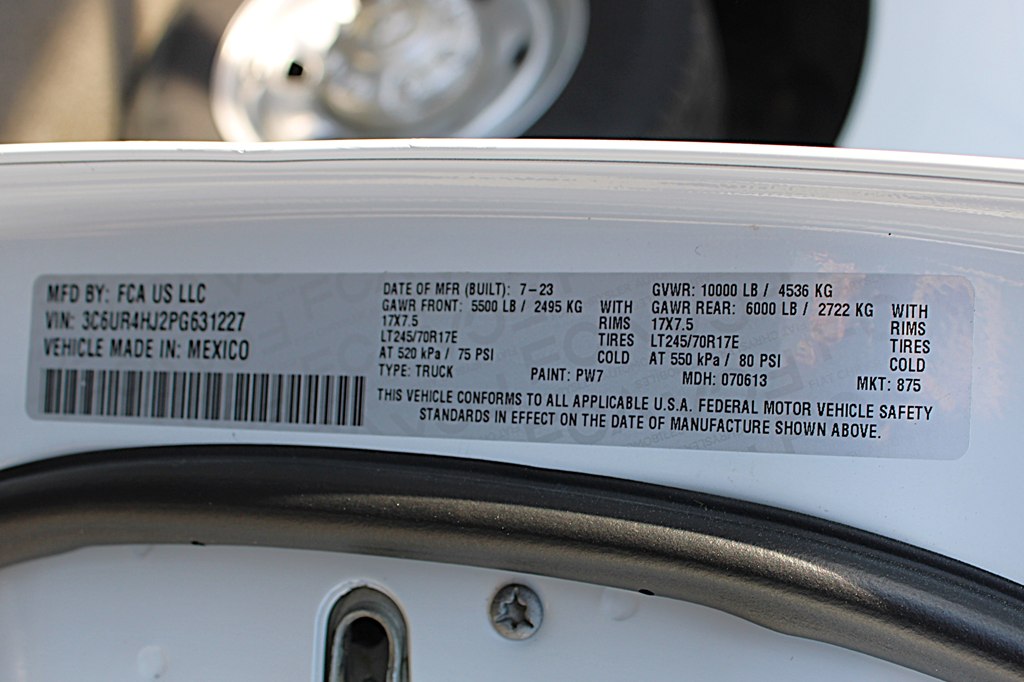 MFD BY: FCA US LLC
VIN: 3C6UR4HJ2PG631227
VEHICLE MADE IN: MEXICO
DATE OF MFR (BUILT): 7-23
GAWR FRONT: 5500 LB / 2495 KG WITH
17X7.5 RIMS
LT245/70R17E TIRES
AT 520 kPa / 75 PSI COLD
TYPE: TRUCK PAINT: PW7
GVWR: 10000 LB / 4536 KG
GAWR REAR: 6000 LB / 2722 KG WITH
17X7.5 RIMS
LT245/70R17E TIRES
AT 550 kPa / 80 PSI COLD
MDH: 070613 MKT: 875
THIS VEHICLE CONFORMS TO ALL APPLICABLE U.S.A. FEDERAL MOTOR VEHICLE SAFETY
STANDARDS IN EFFECT ON THE DATE OF MANUFACTURE SHOWN ABOVE.